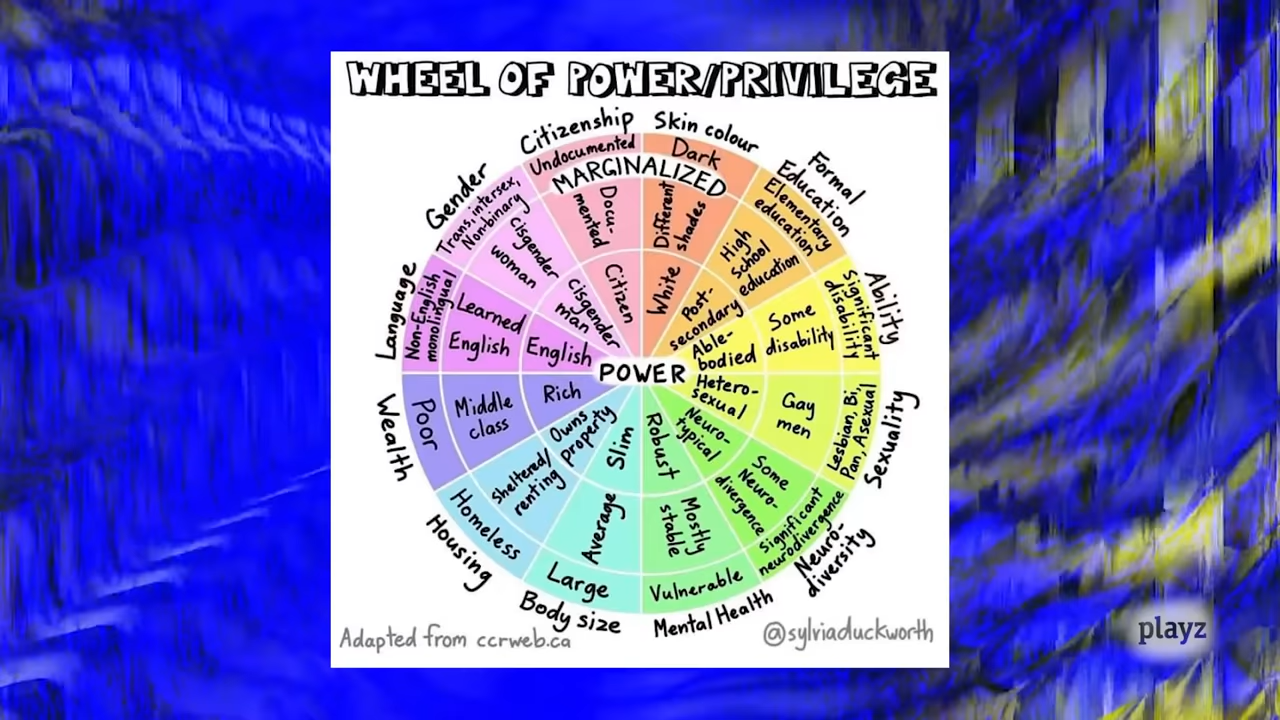 WHEEL OF POWER/PRIVILEGE
Citizenship
Undocumented
Docu-
mented
Citizen
Skin colour
Dark
Different
shades
White
MARGINALIZED
Formal
Education
Elementary
education
High
school
education
Post-
secondary
Ability
Significant
disability
Some
disability
Able-
bodied
Sexuality
Lesbian, Bi,
Pan, Asexual
Gay
men
Hetero-
sexual
Neuro-
diversity
Significant
neurodivergence
Some
Neuro-
divergence
Neuro-
typical
Mental Health
Vulnerable
Mostly
stable
Robust
Body size
Large
Average
Slim
Housing
Homeless
Sheltered/
renting
Owns
property
Wealth
Poor
Middle
class
Rich
Language
Non-English
monolingual
Learned
English
English
Gender
Trans, intersex,
Nonbinary
Cisgender
woman
Cisgender
man
POWER
Adapted from ccrweb.ca
@sylviaduckworth
playz